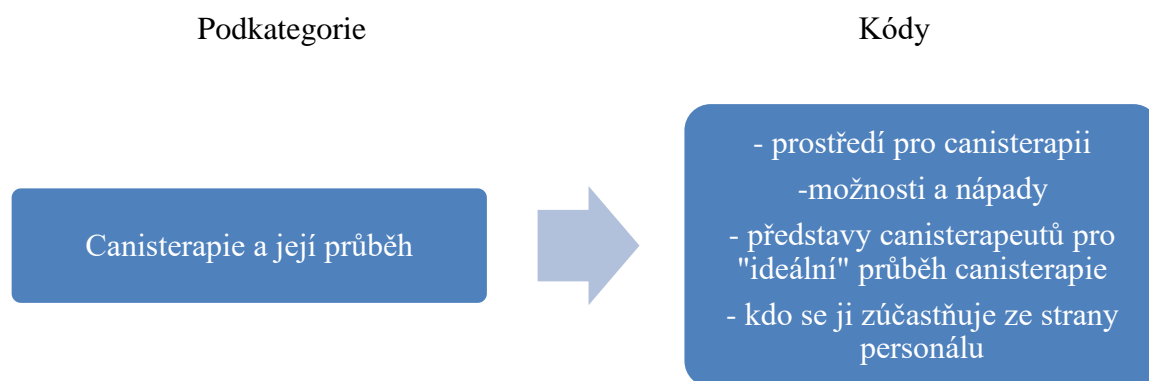 Podkategorie
Kódy
Canisterapie a její průběh
- prostředí pro canisterapii
-možnosti a nápady
- představy canisterapeutů pro
"ideální" průběh canisterapie
- kdo se ji zúčastňuje ze strany
personálu